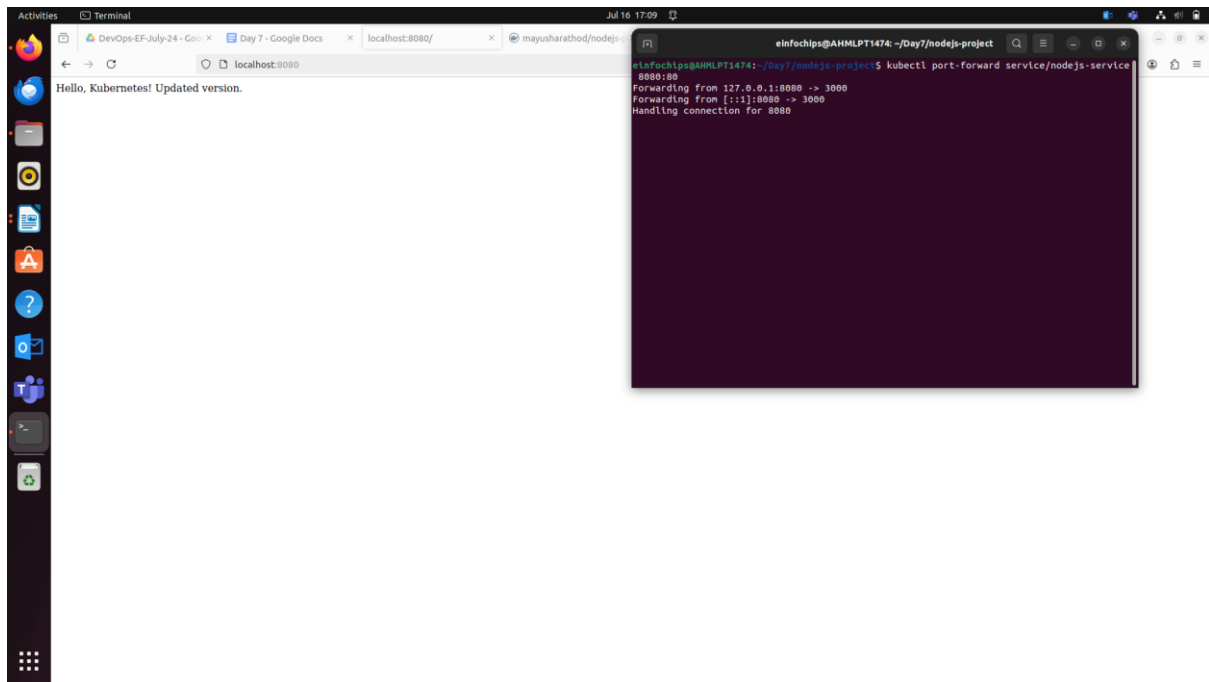 Activities
Terminal
Jul 16 17:09
DevOps-EF-July-24 - Goo
Day 7 - Google Docs
localhost:8080/
mayusharathod/nodejs-p
localhost:8080
Hello, Kubernetes! Updated version.
einfochips@AHMLPT1474: ~/Day7/nodejs-project
einfochips@AHMLPT1474:~/Day7/nodejs-project$ kubectl port-forward service/nodejs-service
8080:80
Forwarding from 127.0.0.1:8080 -> 3000
Forwarding from [::1]:8080 -> 3000
Handling connection for 8080